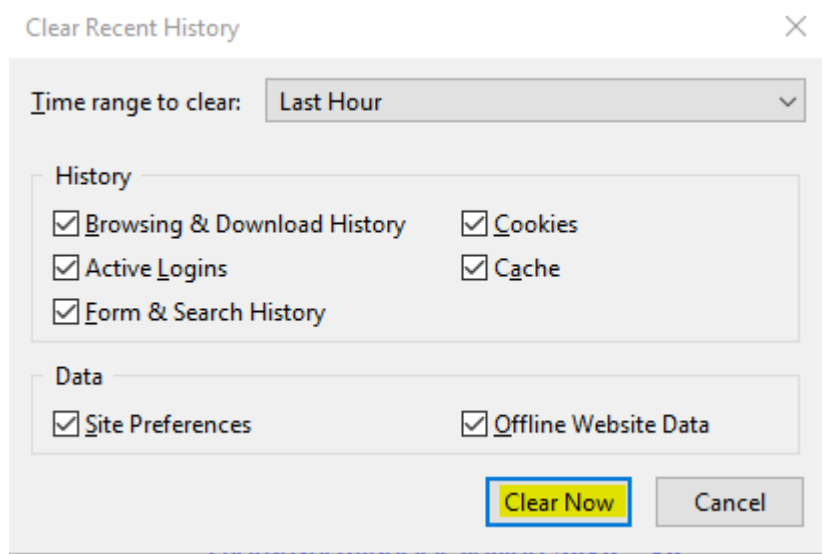 Clear Recent History
Time range to clear: Last Hour
History
Browsing & Download History Cookies
Active Logins Cache
Form & Search History
Data
Site Preferences Offline Website Data
Clear Now Cancel